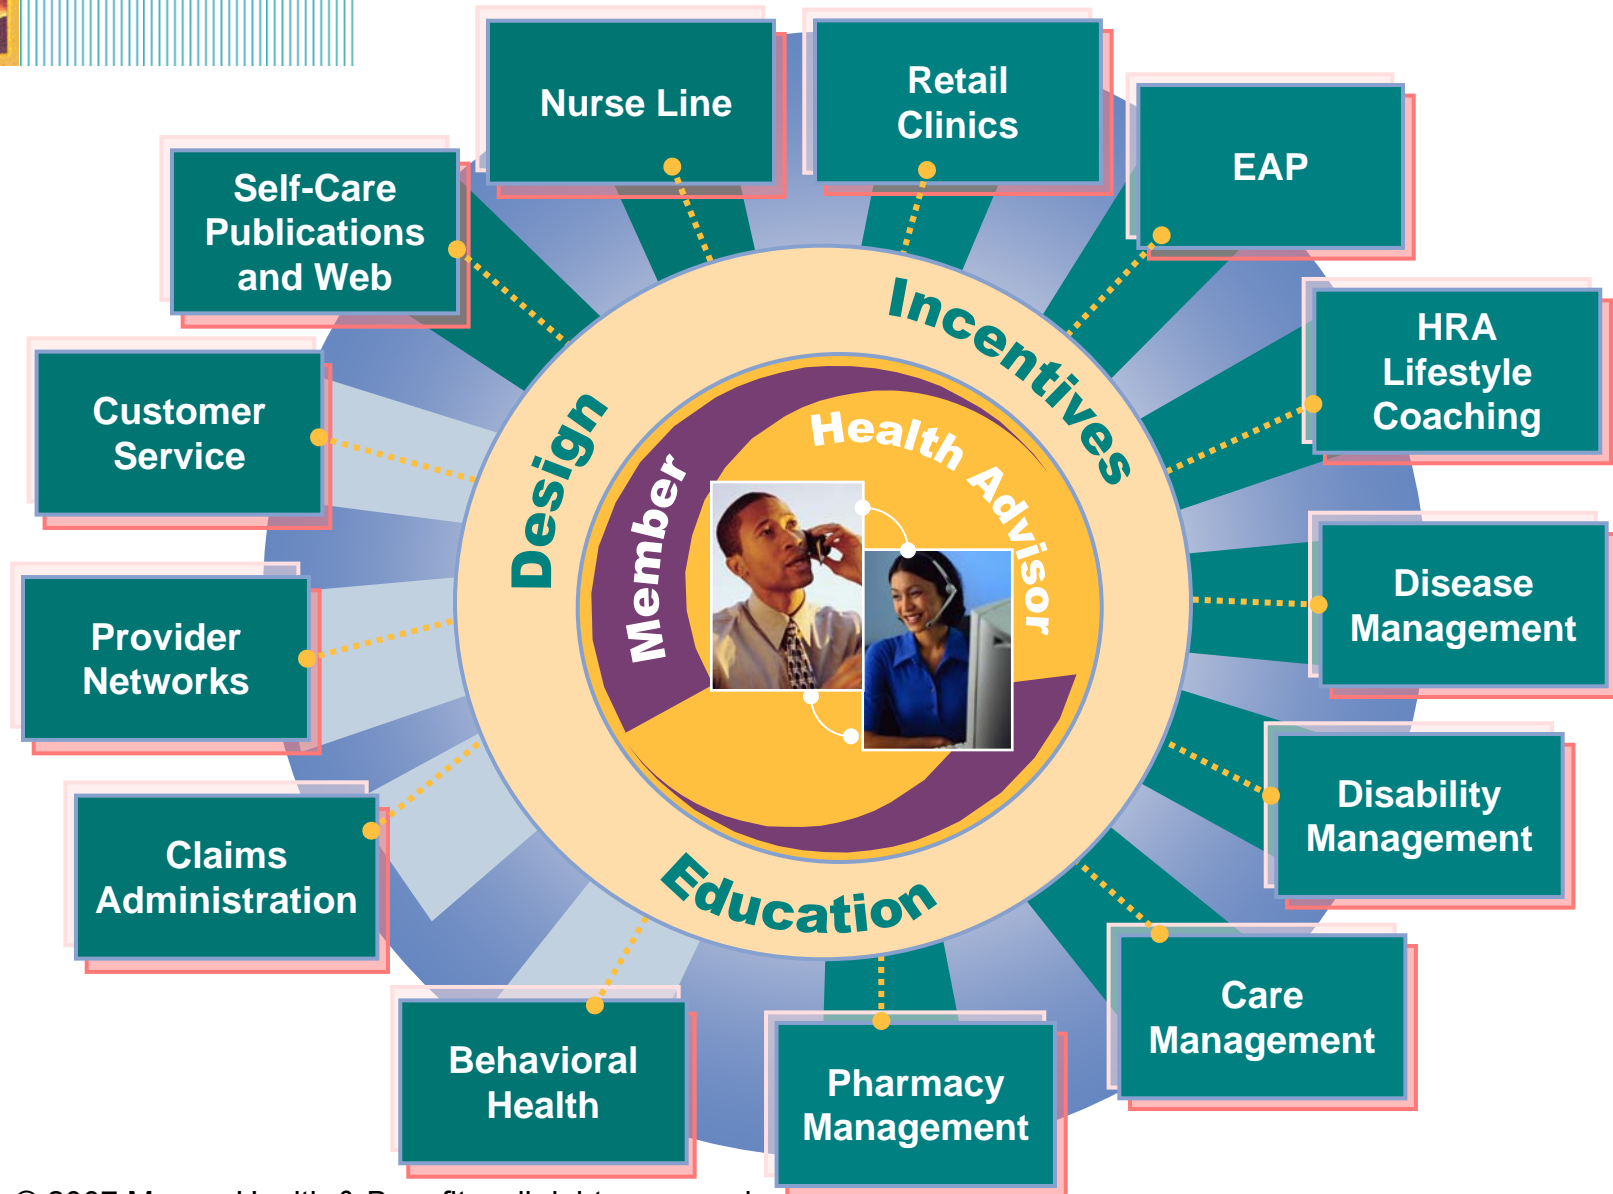 Nurse Line
Retail
Clinics
EAP
Self-Care
Publications
and Web
HRA
Lifestyle
Coaching
Customer
Service
Disease
Management
Provider
Networks
Disability
Management
Claims
Administration
Care
Management
Behavioral
Health
Pharmacy
Management
Design
Incentives
Education
Member
Health Advisor